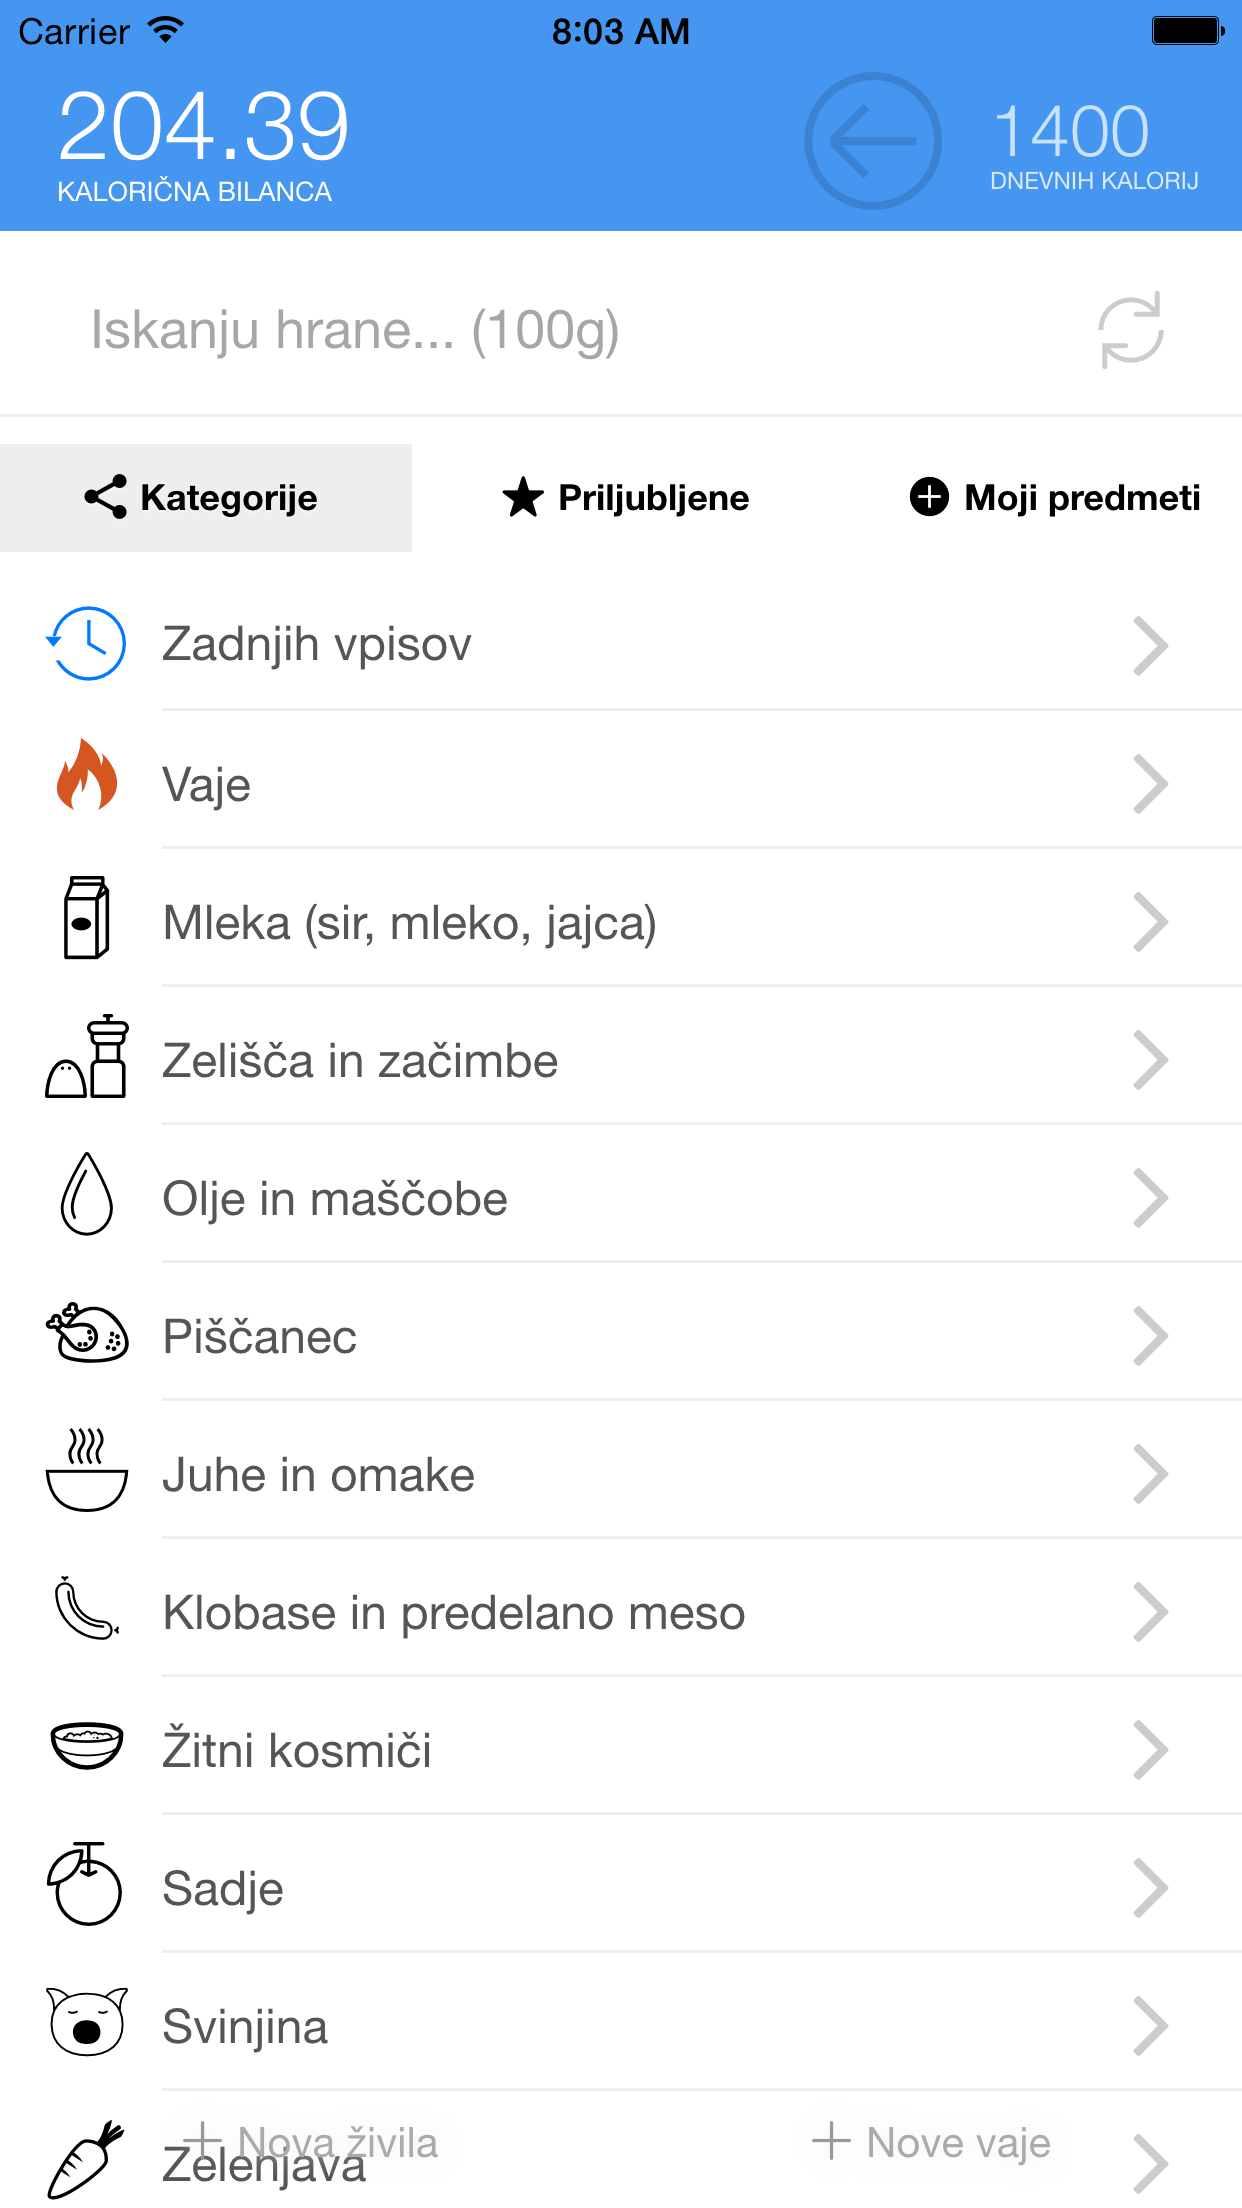 Carrier 8:03 AM
204.39 1400
KALORIČNA BILANCA DNEVNIH KALORIJ
Iskanju hrane... (100g)
Kategorije Priljubljene Moji predmeti
Zadnjih vpisov
Vaje
Mleka (sir, mleko, jajca)
Zelišča in začimbe
Olje in maščobe
Piščanec
Juhe in omake
Klobase in predelano meso
Žitni kosmiči
Sadje
Svinjina
Nova živila Nove vaje
Zelenjava